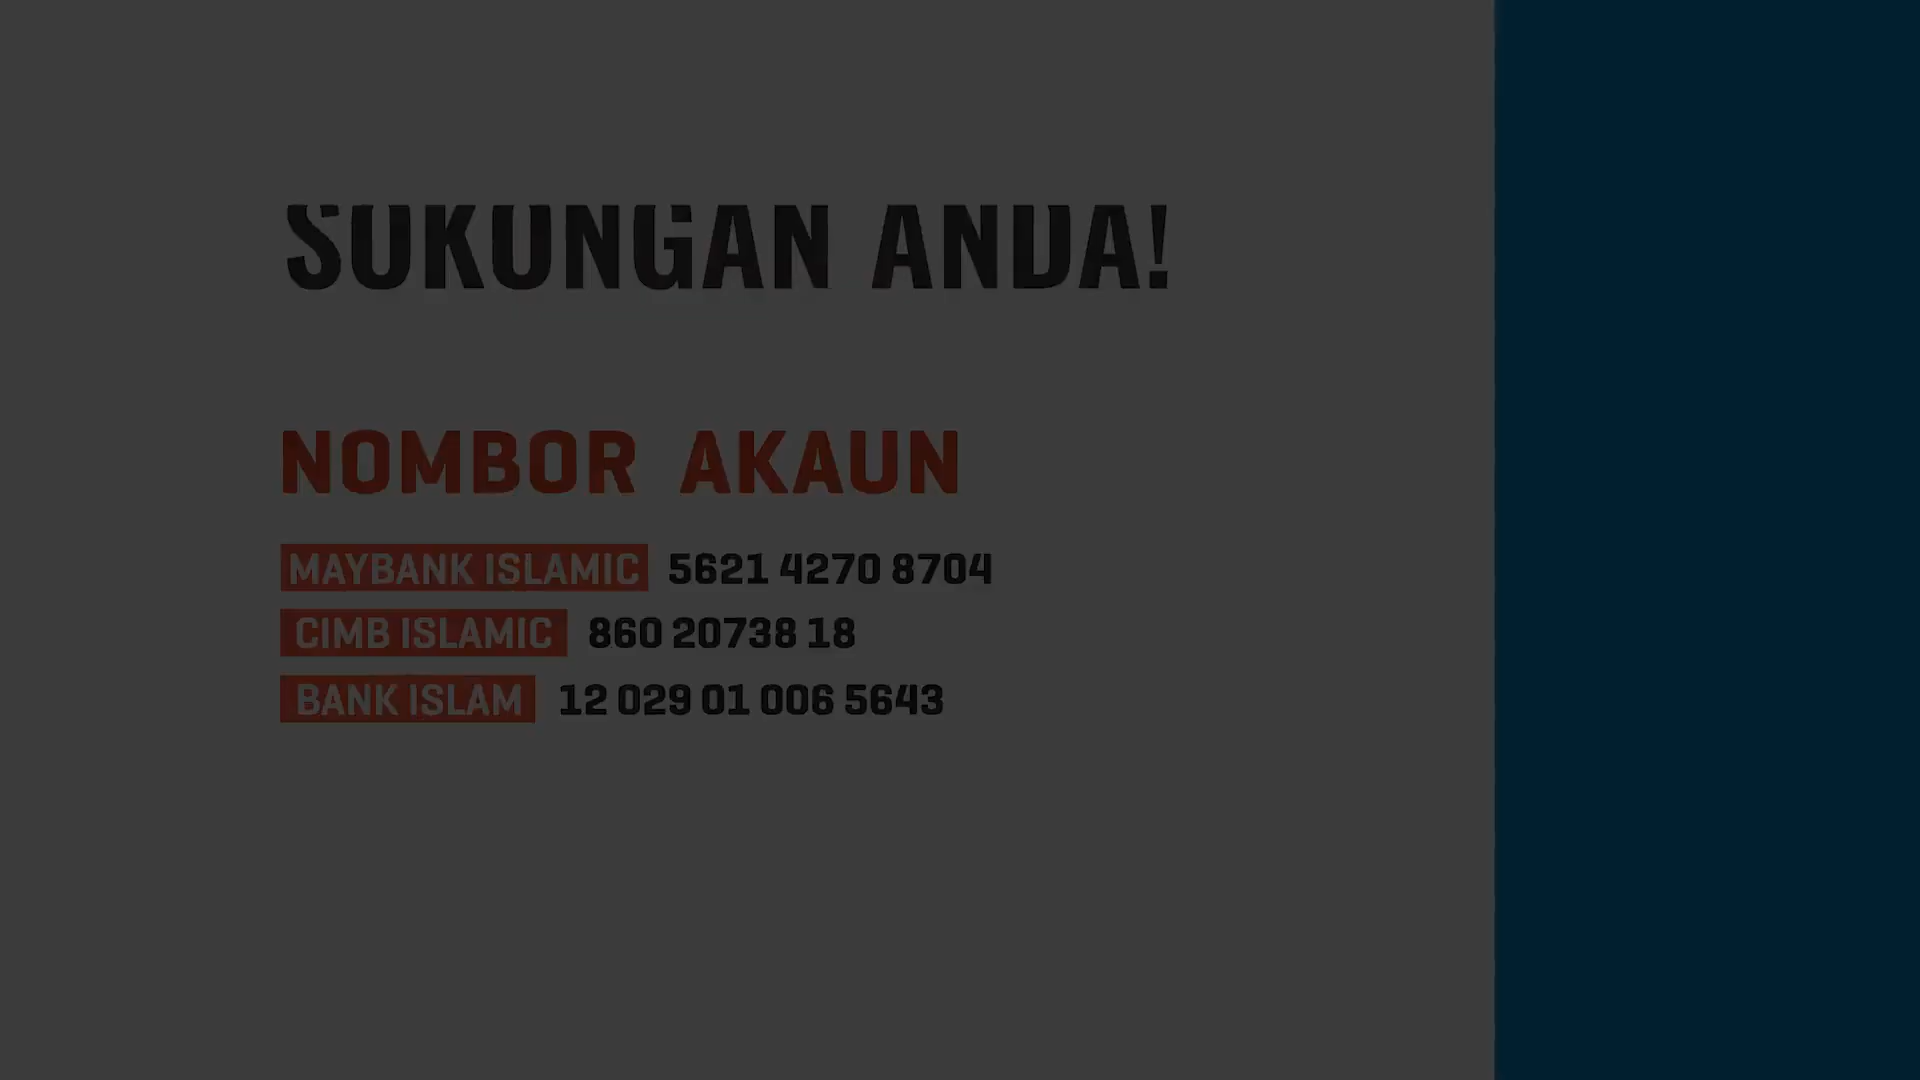 SUKUNGAN ANDA!
NOMBOR AKAUN
MAYBANK ISLAMIC 5621 4270 8704
CIMB ISLAMIC 860 20738 18
BANK ISLAM 12 029 01 006 5643